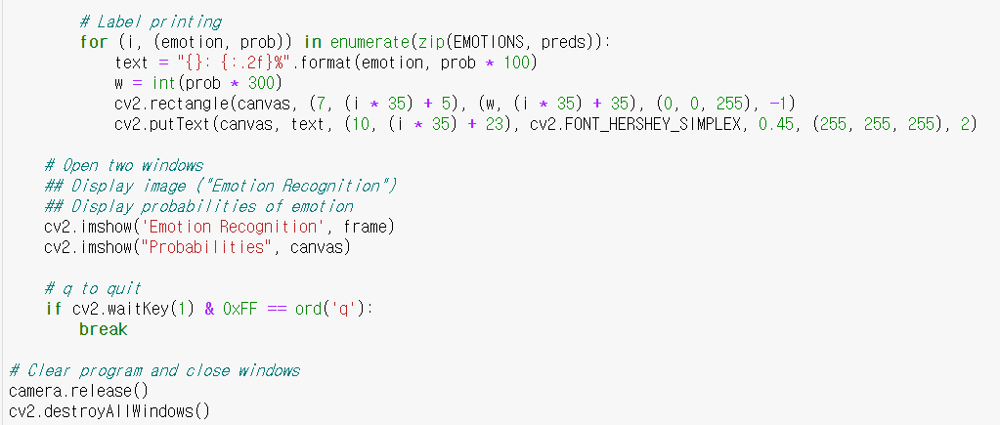 # Label printing
for (i, (emotion, prob)) in enumerate(zip(EMOTIONS, preds)):
text = "{}: {:.2f}%".format(emotion, prob * 100)
w = int(prob * 300)
cv2.rectangle(canvas, (7, (i * 35) + 5), (w, (i * 35) + 35), (0, 0, 255), -1)
cv2.putText(canvas, text, (10, (i * 35) + 23), cv2.FONT_HERSHEY_SIMPLEX, 0.45, (255, 255, 255), 2)
# Open two windows
## Display image ("Emotion Recognition")
## Display probabilities of emotion
cv2.imshow('Emotion Recognition', frame)
cv2.imshow("Probabilities", canvas)
# q to quit
if cv2.waitKey(1) & 0xFF == ord('q'):
break
# Clear program and close windows
camera.release()
cv2.destroyAllWindows()